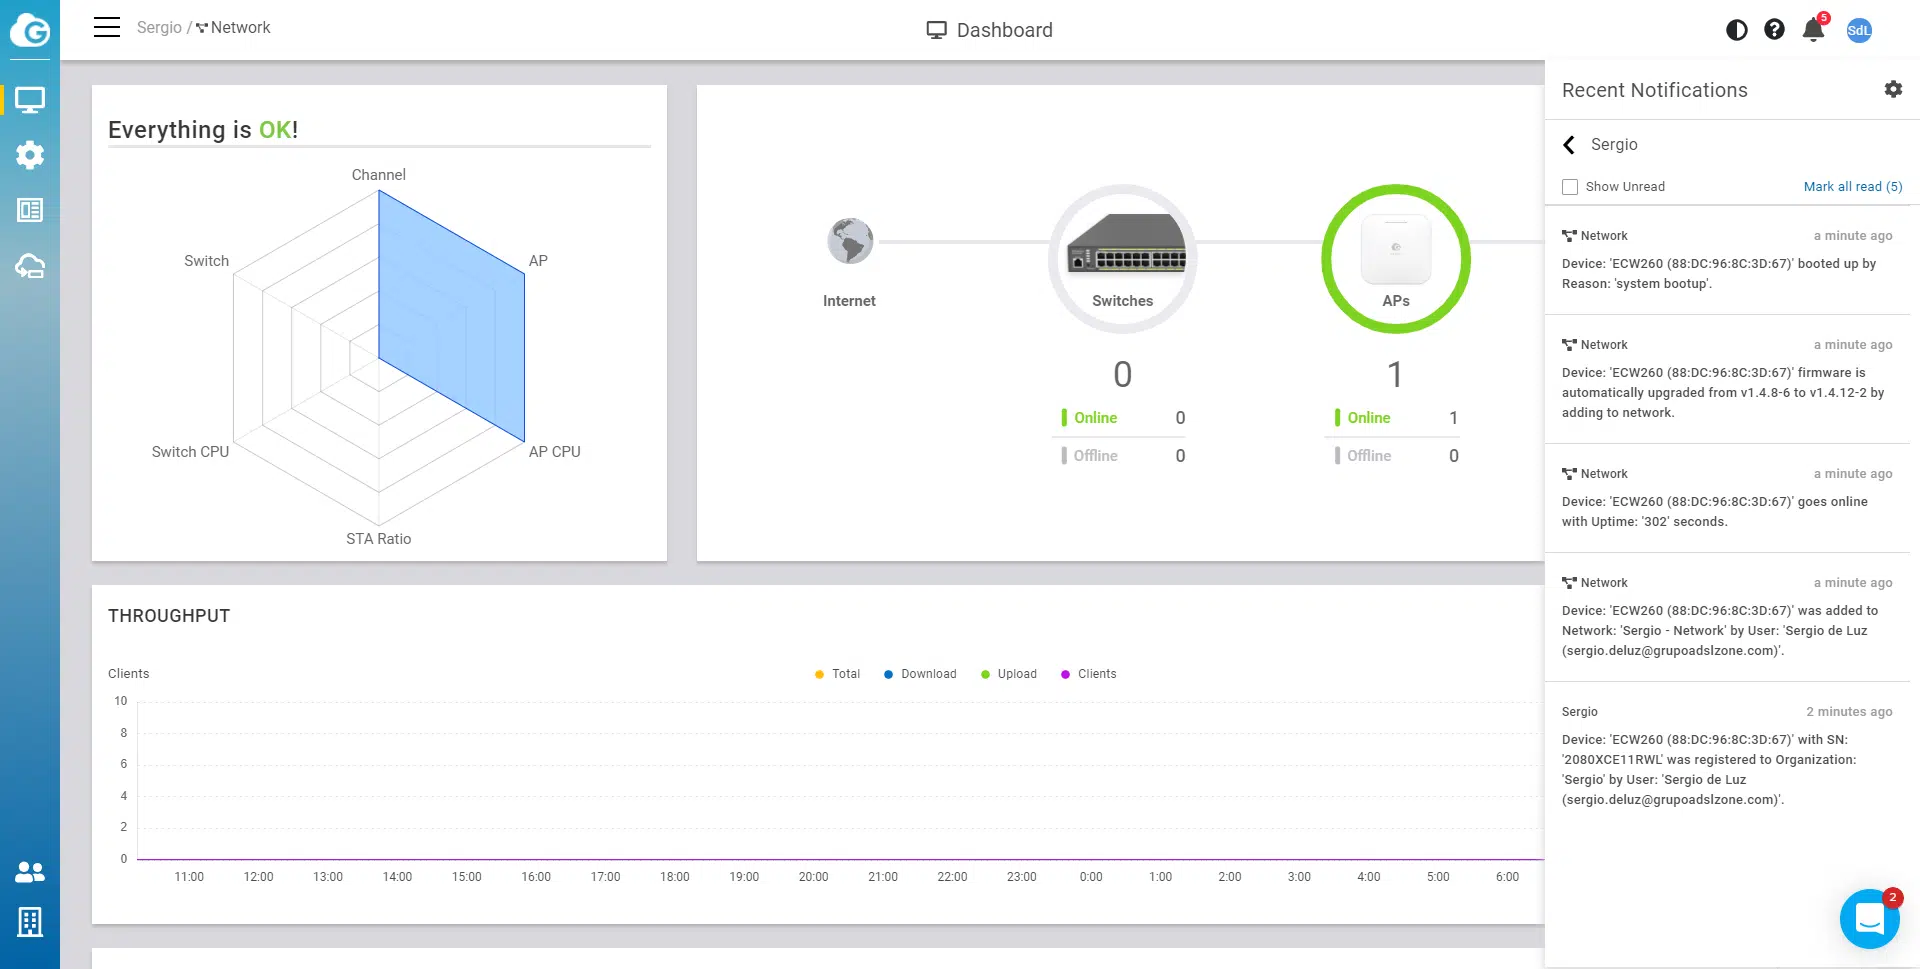 Sergio / Network
Dashboard
5
SdL
Everything is OK!
Channel
AP
AP CPU
STA Ratio
Switch CPU
Switch
Internet
Switches
0
Online 0
Offline 0
APs
1
Online 1
Offline 0
THROUGHPUT
Clients
Total Download Upload Clients
10
8
6
4
2
0
11:00 12:00 13:00 14:00 15:00 16:00 17:00 18:00 19:00 20:00 21:00 22:00 23:00 0:00 1:00 2:00 3:00 4:00 5:00 6:00
Recent Notifications
Sergio
Show Unread Mark all read (5)
Network a minute ago
Device: 'ECW260 (88:DC:96:8C:3D:67)' booted up by
Reason: 'system bootup'.
Network a minute ago
Device: 'ECW260 (88:DC:96:8C:3D:67)' firmware is
automatically upgraded from v1.4.8-6 to v1.4.12-2 by
adding to network.
Network a minute ago
Device: 'ECW260 (88:DC:96:8C:3D:67)' goes online
with Uptime: '302' seconds.
Network a minute ago
Device: 'ECW260 (88:DC:96:8C:3D:67)' was added to
Network: 'Sergio - Network' by User: 'Sergio de Luz
(sergio.deluz@grupoadslzone.com)'.
Sergio 2 minutes ago
Device: 'ECW260 (88:DC:96:8C:3D:67)' with SN:
'2080XCE11RWL' was registered to Organization:
'Sergio' by User: 'Sergio de Luz
(sergio.deluz@grupoadslzone.com)'.
2